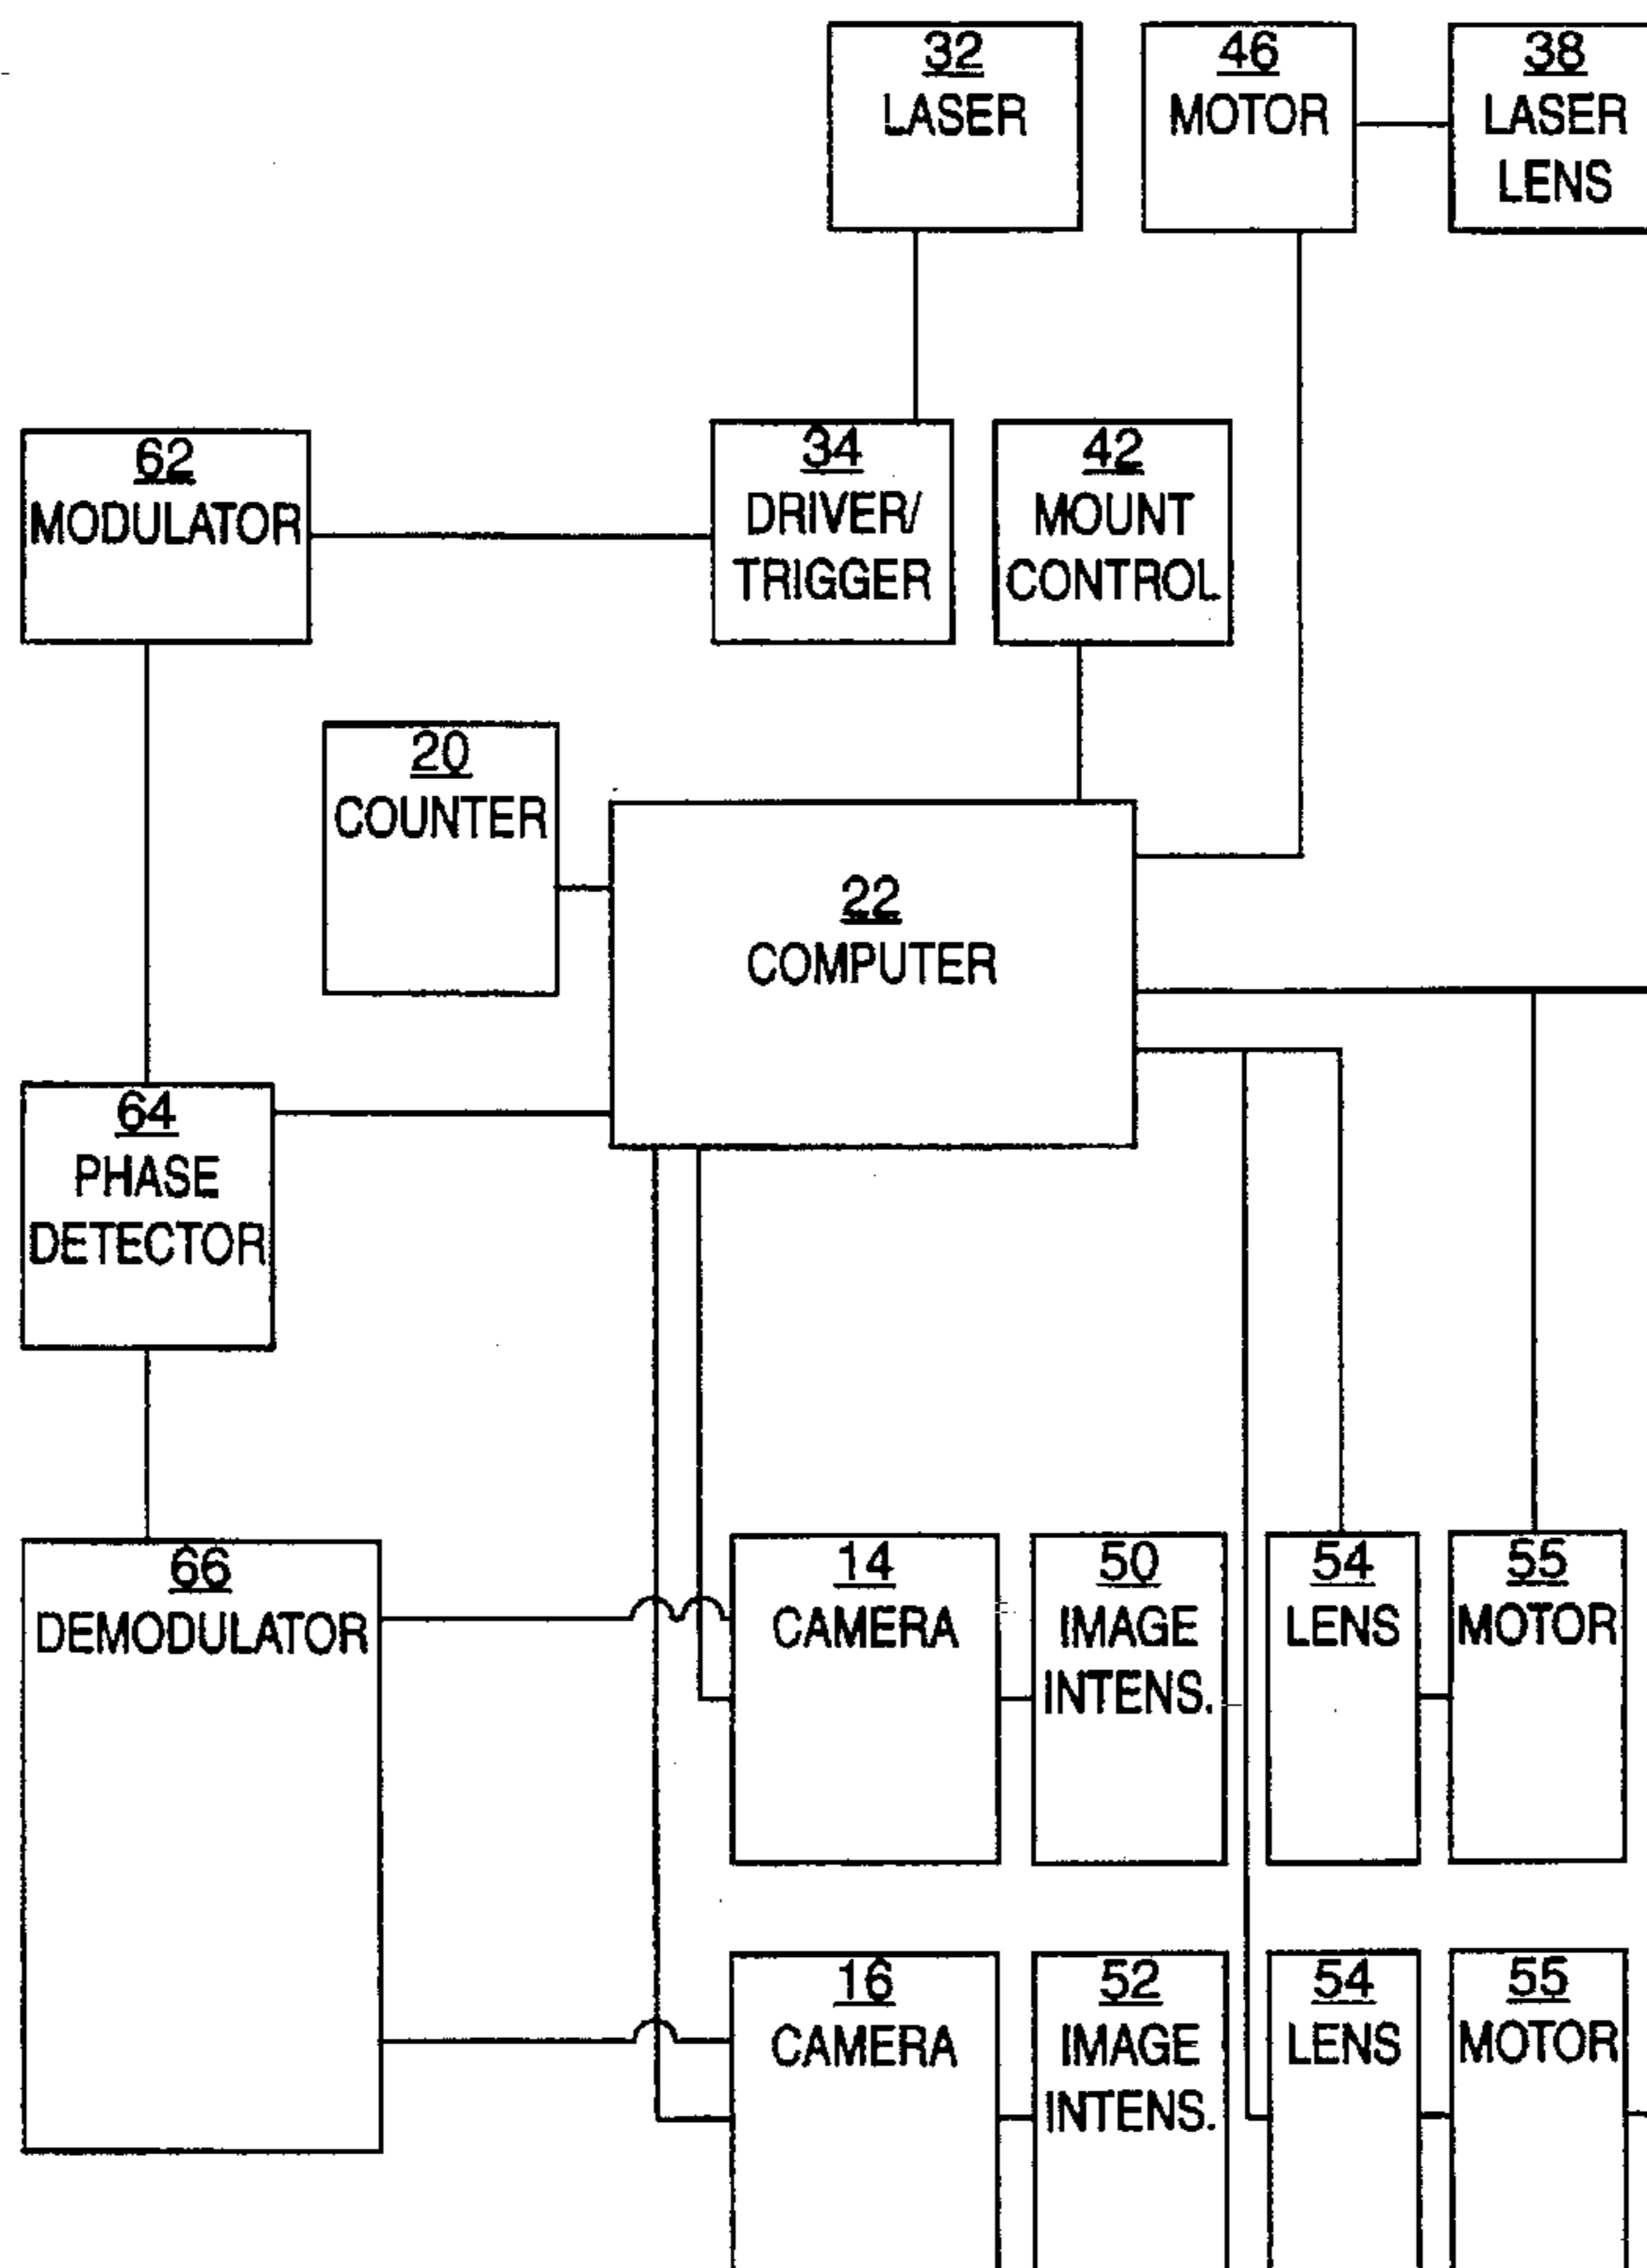 32
LASER
46
MOTOR
38
LASER
LENS
62
MODULATOR
34
DRIVER/
TRIGGER
42
MOUNT
CONTROL
20
COUNTER
22
COMPUTER
64
PHASE
DETECTOR
66
DEMODULATOR
14
CAMERA
50
IMAGE
INTENS.
54
LENS
55
MOTOR
16
CAMERA
52
IMAGE
INTENS.
54
LENS
55
MOTOR